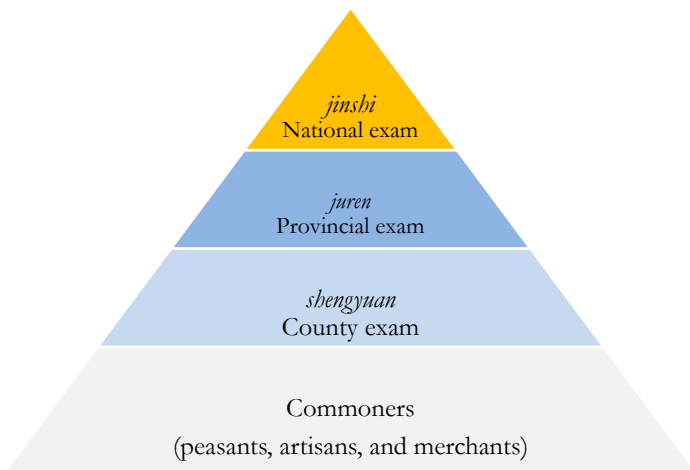 jinshi
National exam
juren
Provincial exam
shengyuan
County exam
Commoners
(peasants, artisans, and merchants)